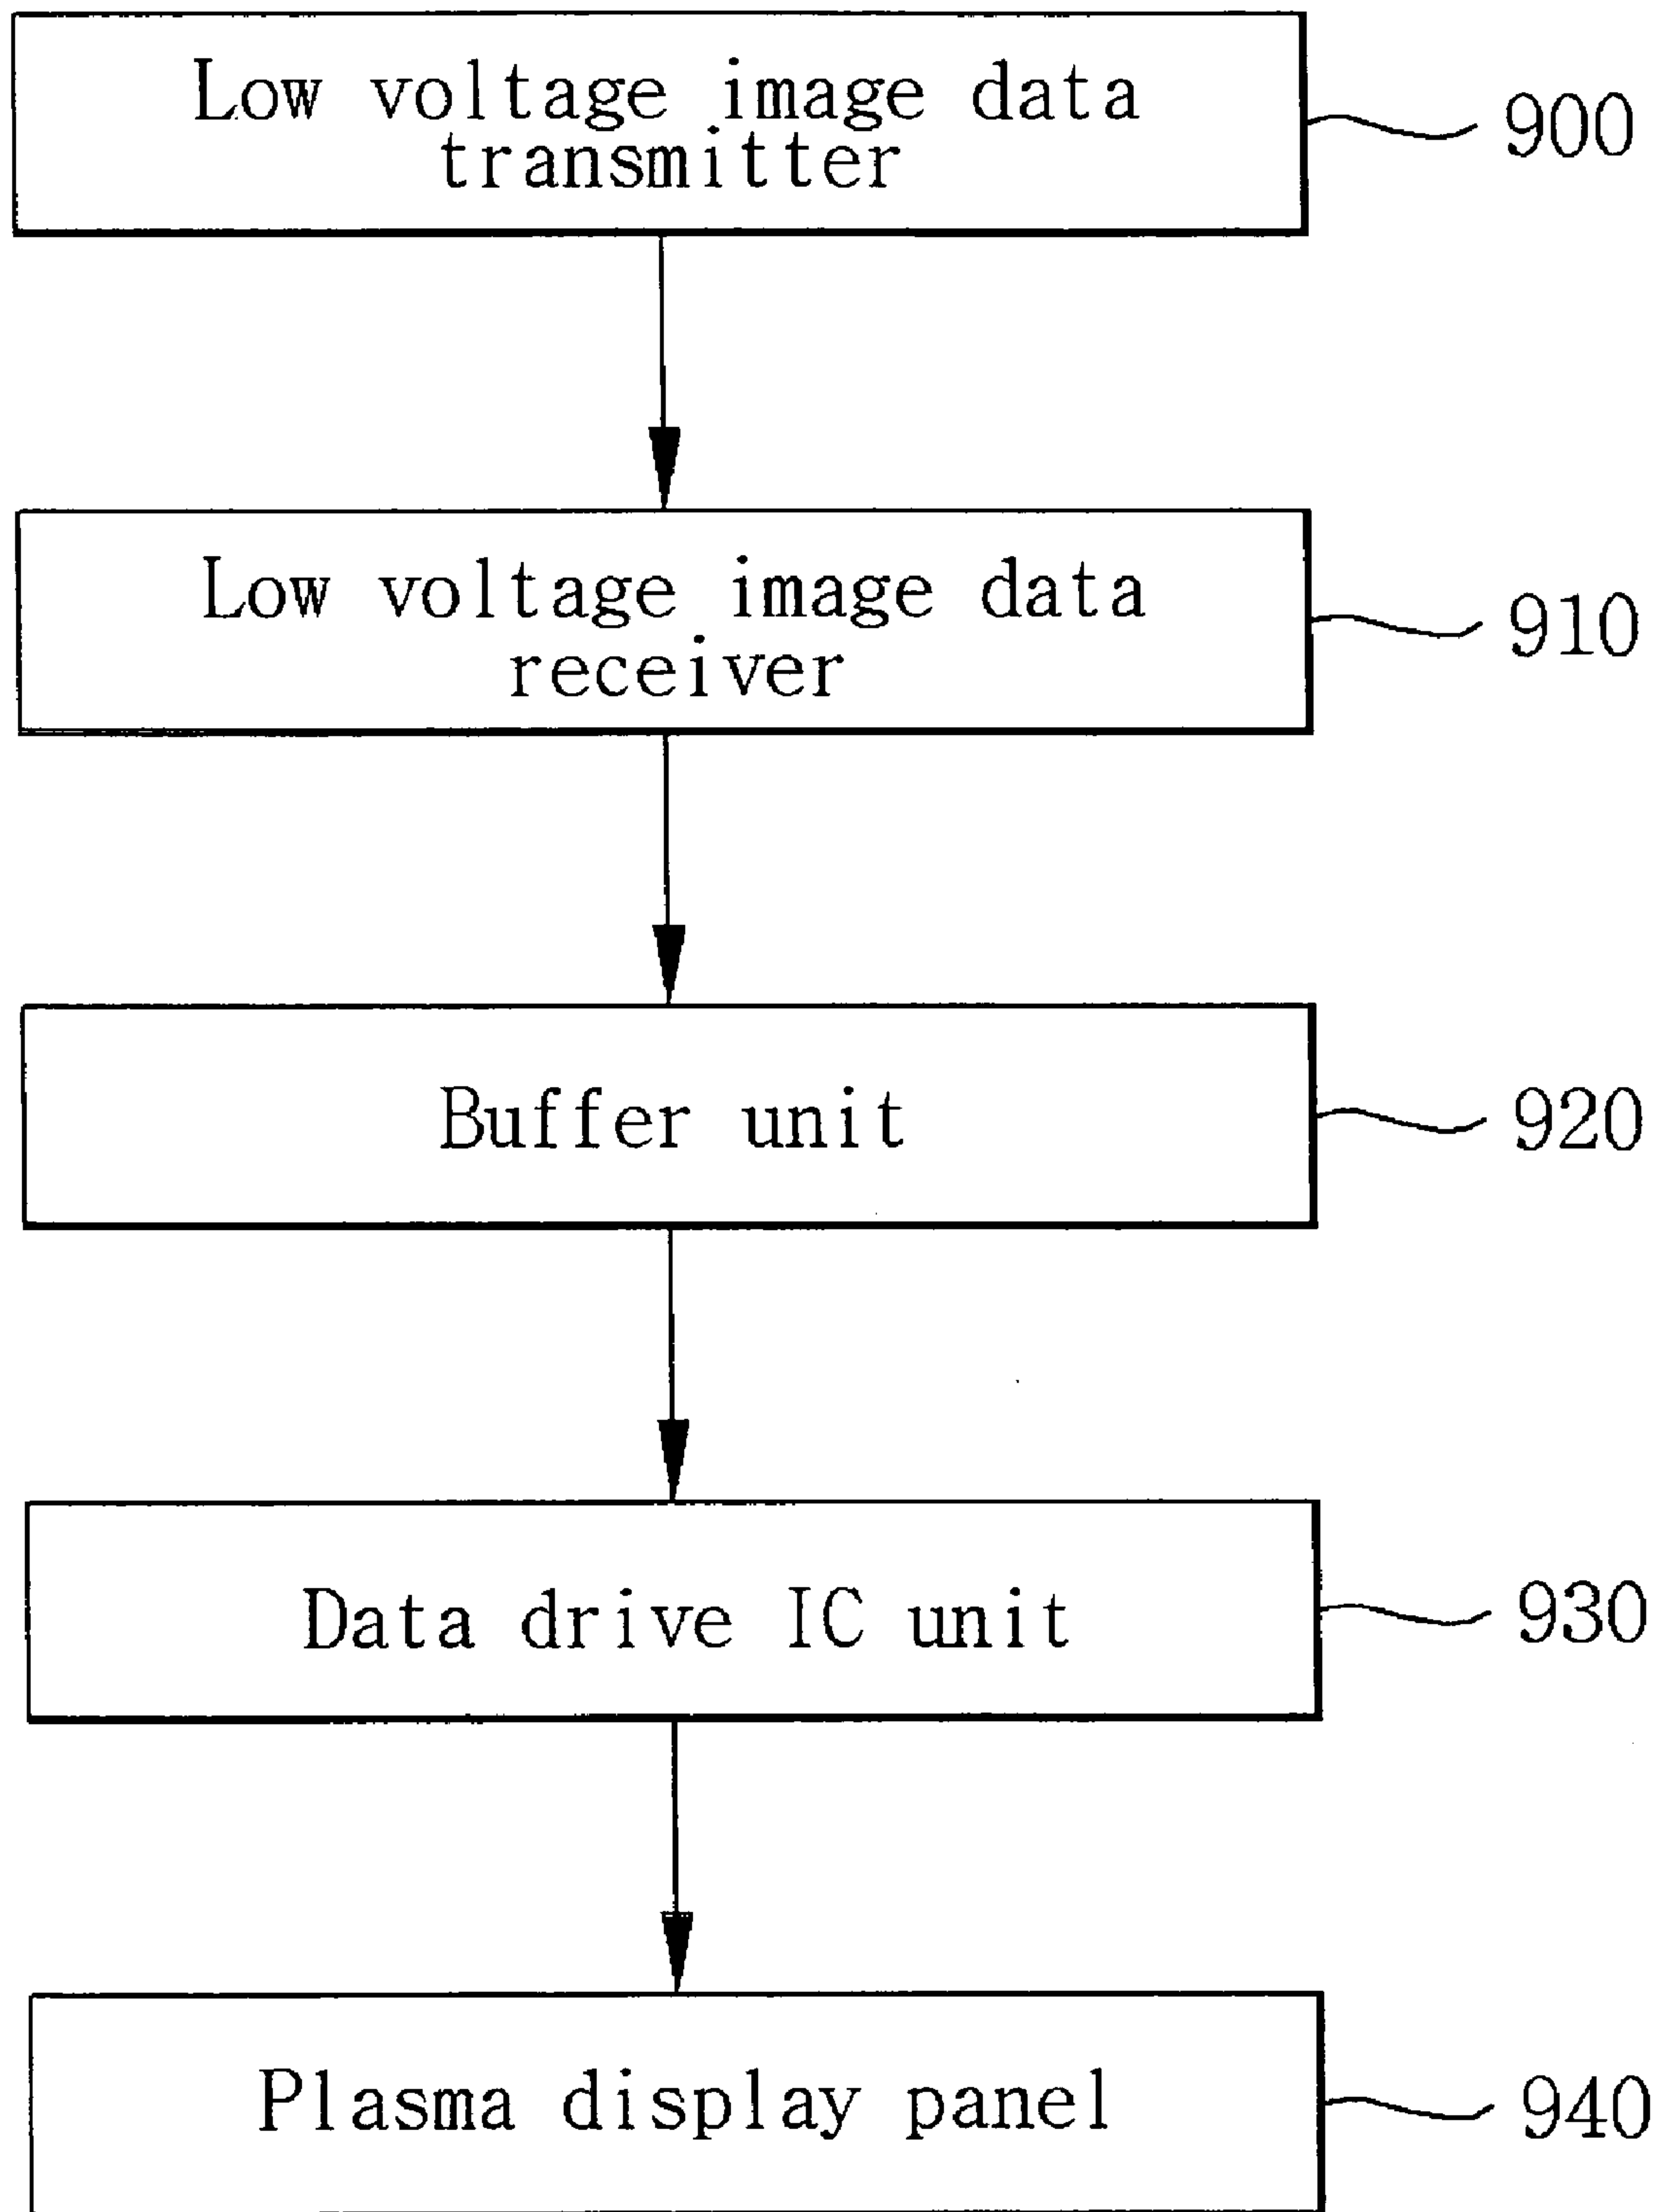 Low voltage image data
transmitter
900
Low voltage image data
receiver
910
Buffer unit
920
Data drive IC unit
930
Plasma display panel
940